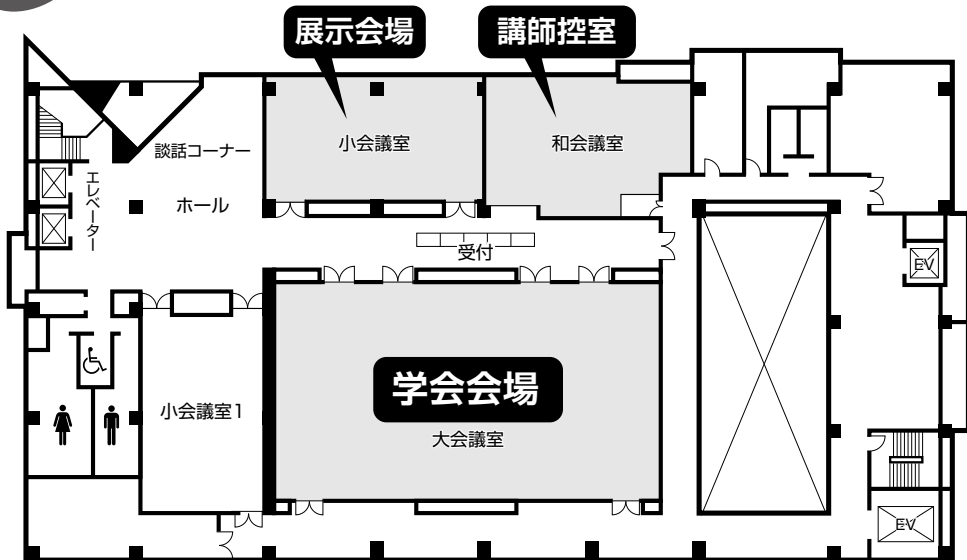 展示会場
講師控室
小会議室
和会議室
談話コーナー
エレベーター
ホール
受付
EV
学会会場
大会議室
小会議室1
EV